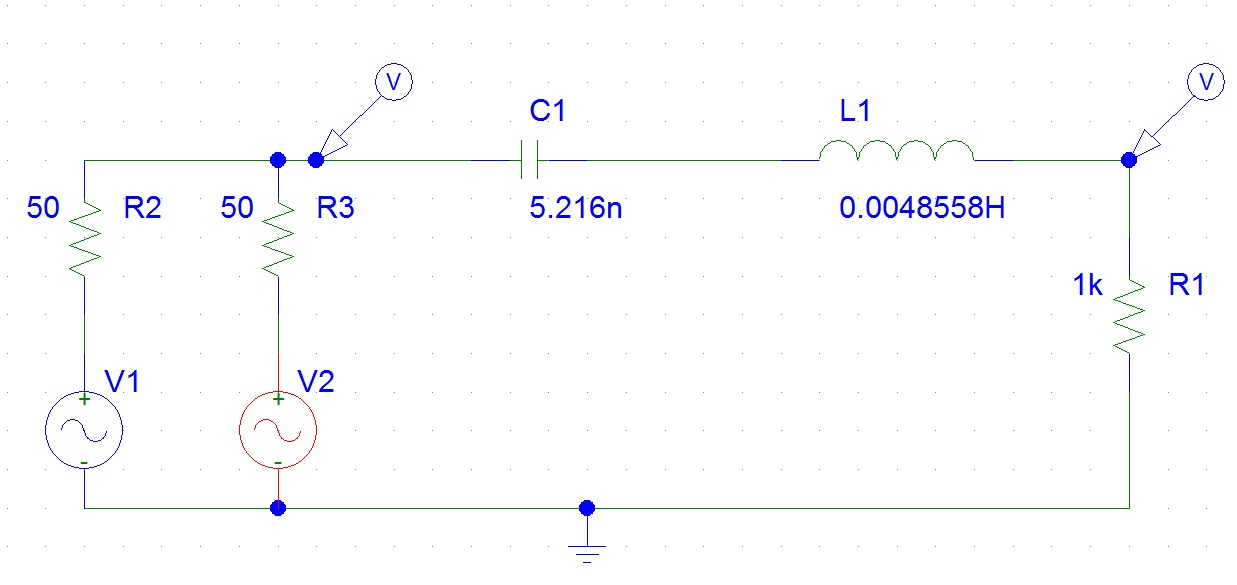 V
V
C1
L1
50
R2
50
R3
5.216n
0.0048558H
1k
R1
V1
V2
+
+
-
-